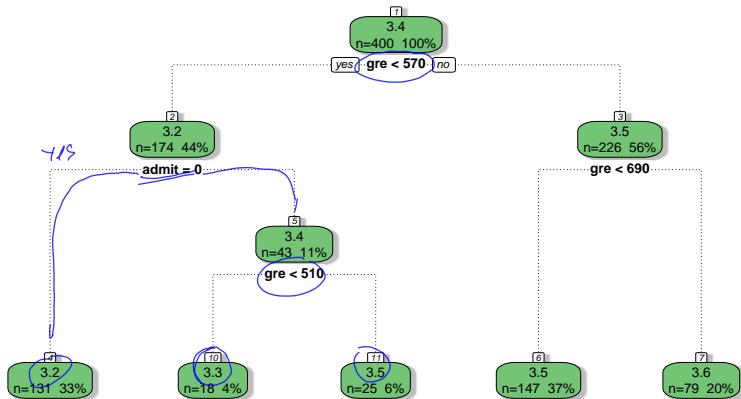 1
3.4
n=400 100%
yes gre < 570 no
2
3.2
n=174 44%
3
3.5
n=226 56%
yes
admit = 0
gre < 690
5
3.4
n=43 11%
gre < 510
4
3.2
n=131 33%
10
3.3
n=18 4%
11
3.5
n=25 6%
6
3.5
n=147 37%
7
3.6
n=79 20%